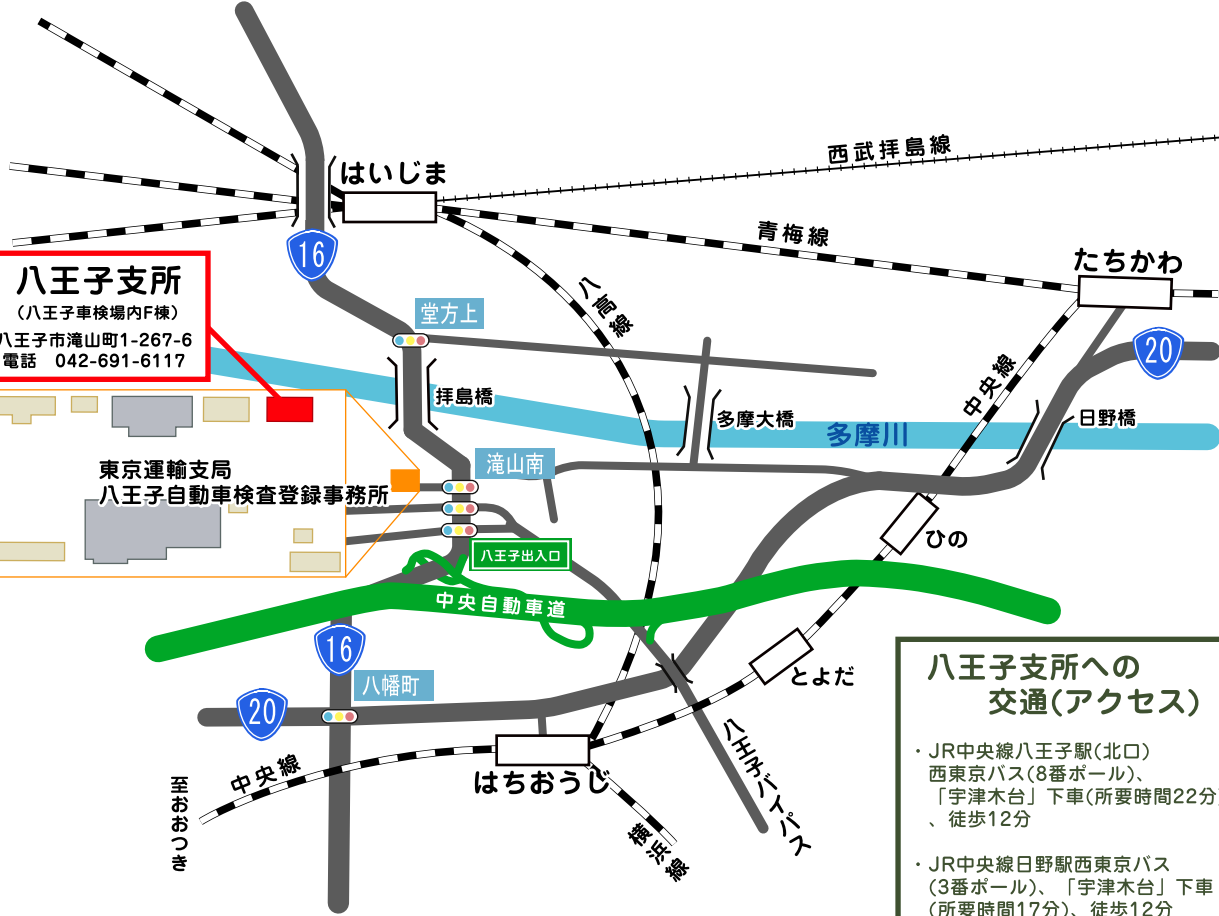 はいじま
西武拝島線
16
青梅線
たちかわ
八王子支所
(八王子車検場内F棟)
八王子市滝山町1-267-6
電話 042-691-6117
八高線
堂方上
20
中央線
拝島橋
多摩大橋
多摩川
日野橋
滝山南
東京運輸支局
八王子自動車検査登録事務所
ひの
八王子出入口
中央自動車道
16
とよだ
八幡町
20
中央線
はちおうじ
八王子バイパス
至おおつき
横浜線
八王子支所への
交通(アクセス)
・JR中央線八王子駅(北口)
西東京バス(8番ポール)、
「宇津木台」下車(所要時間22分)
、徒歩12分
・JR中央線日野駅西東京バス
(3番ポール)、「宇津木台」下車
(所要時間17分)、徒歩12分